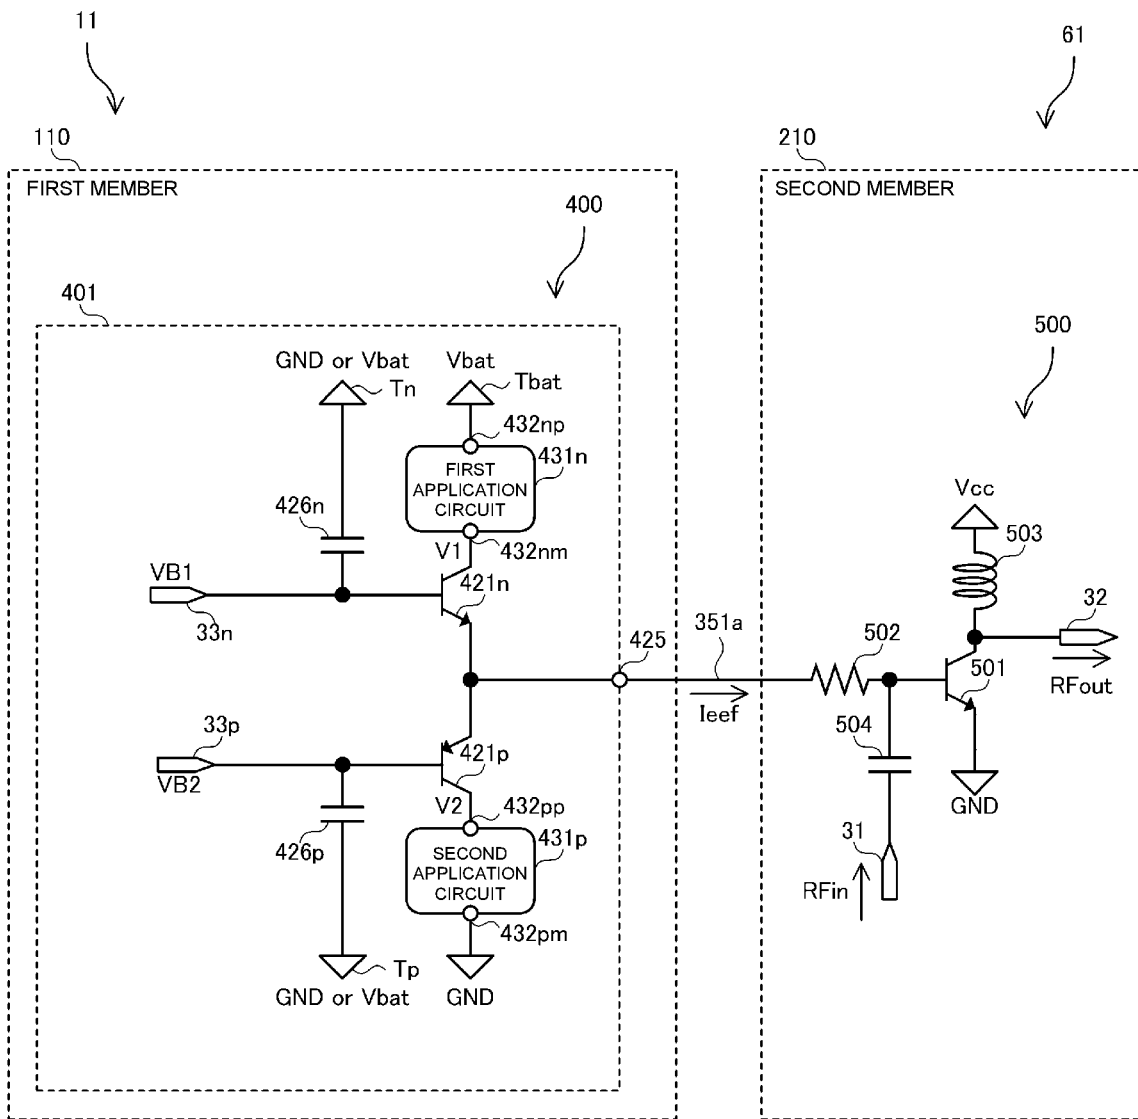 11
61
110
210
FIRST MEMBER
SECOND MEMBER
400
401
500
GND or Vbat
Tn
Vbat
Tbat
432np
431n
FIRST
APPLICATION
CIRCUIT
426n
V1
432nm
Vcc
503
VB1
33n
421n
32
RFout
425
351a
502
501
Ieef
33p
VB2
421p
504
GND
V2
432pp
426p
431p
SECOND
APPLICATION
CIRCUIT
31
RFin
432pm
Tp
GND or Vbat
GND